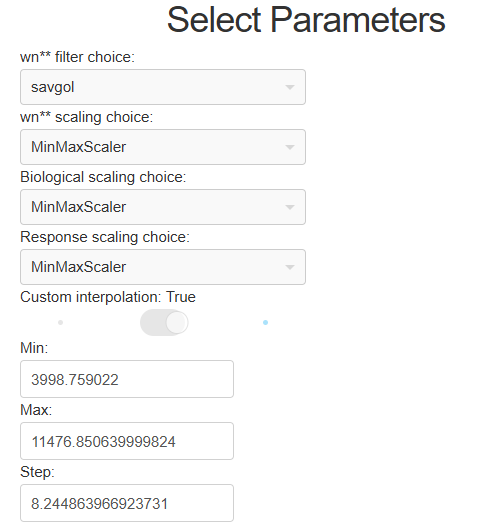 Select Parameters
wn** filter choice:
savgol
wn** scaling choice:
MinMaxScaler
Biological scaling choice:
MinMaxScaler
Response scaling choice:
MinMaxScaler
Custom interpolation: True
Min:
3998.759022
Max:
11476.850639999824
Step:
8.244863966923731